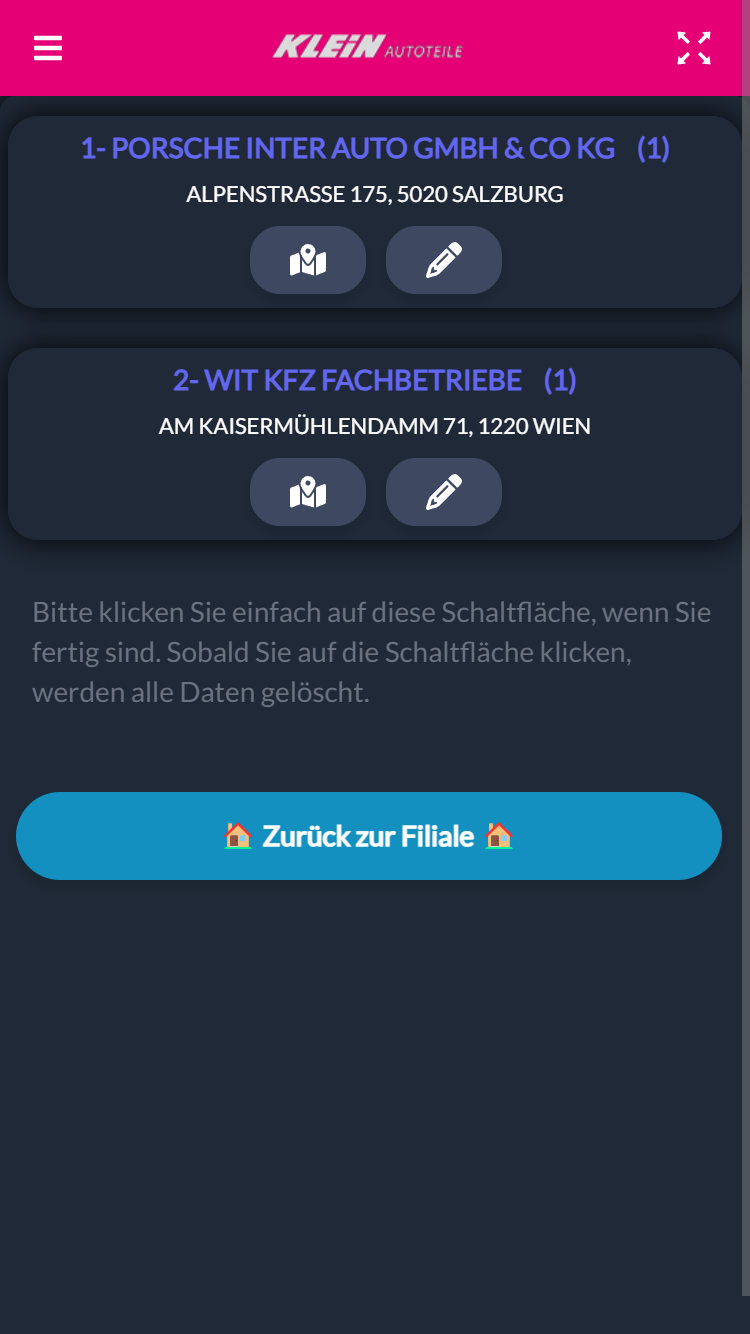 KLEiN AUTOTEILE
1- PORSCHE INTER AUTO GMBH & CO KG (1)
ALPENSTRASSE 175, 5020 SALZBURG
2- WIT KFZ FACHBETRIEBE (1)
AM KAISERMÜHLENDAMM 71, 1220 WIEN
Bitte klicken Sie einfach auf diese Schaltfläche, wenn Sie
fertig sind. Sobald Sie auf die Schaltfläche klicken,
werden alle Daten gelöscht.
🏠 Zurück zur Filiale 🏠